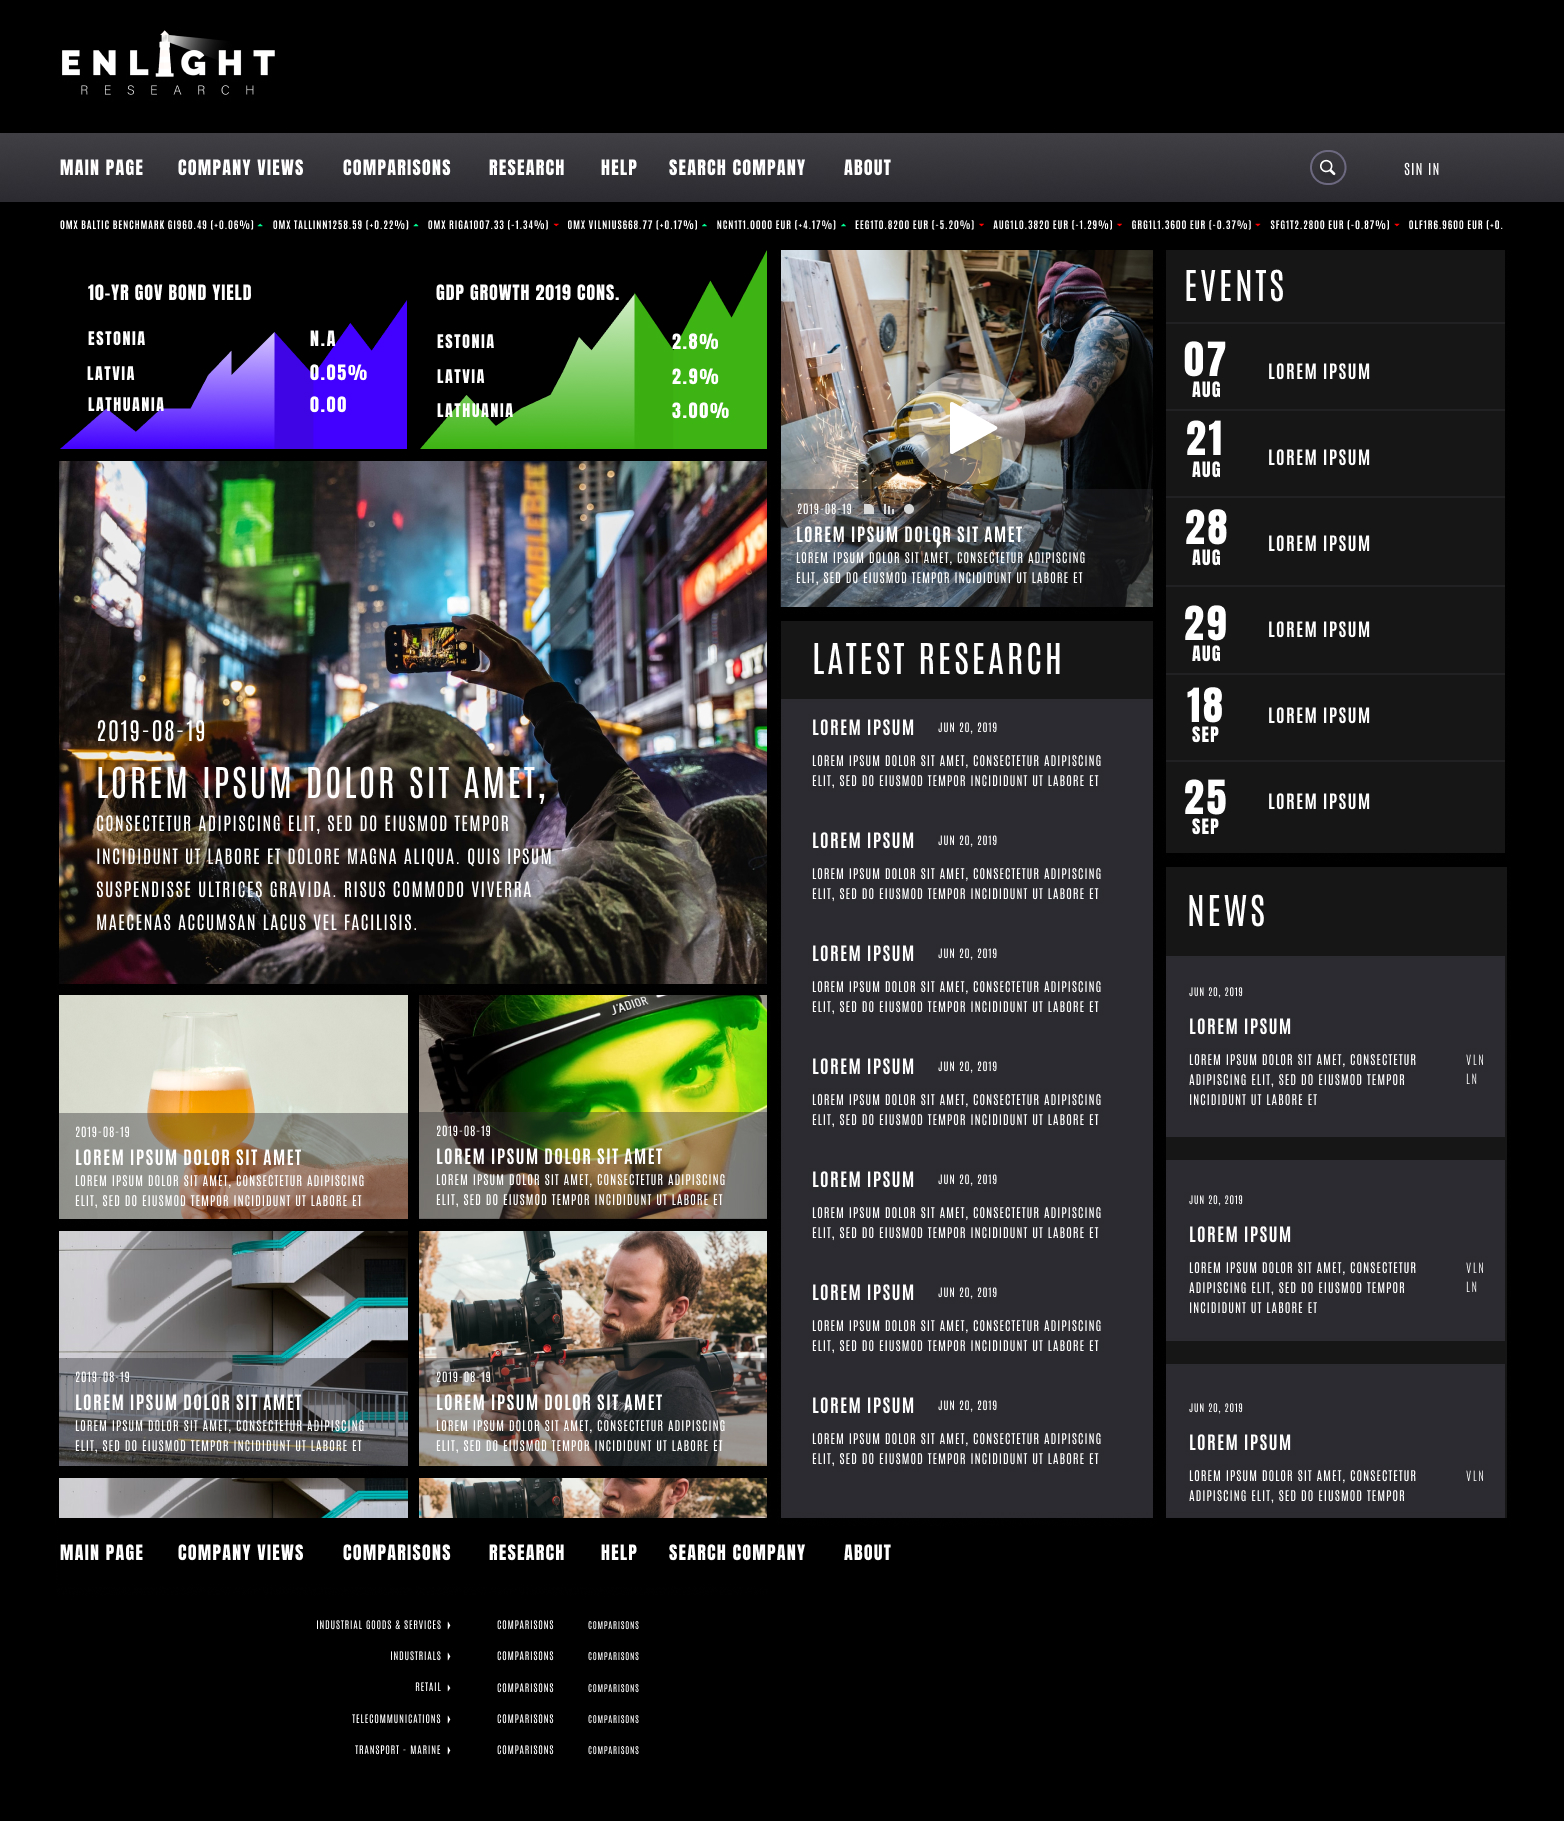 ENLIGHT
RESEARCH
MAIN PAGE COMPANY VIEWS COMPARISONS RESEARCH HELP SEARCH COMPANY ABOUT SIN IN
OMX BALTIC BENCHMARK GI960.49 (+0.06%) OMX TALLINN1258.59 (+0.22%) OMX RIGA1007.33 (-1.34%) OMX VILNIUS668.77 (+0.17%) NCN1T1.0000 EUR (+4.17%) EEG1T0.8200 EUR (-5.20%) AUG1L0.3820 EUR (-1.29%) GRG1L1.3600 EUR (-0.37%) SFG1T2.2800 EUR (-0.87%) OLF1R6.9600 EUR (+0.
10-YR GOV BOND YIELD
ESTONIA N.A
LATVIA 0.05%
LATHUANIA 0.00
GDP GROWTH 2019 CONS.
ESTONIA 2.8%
LATVIA 2.9%
LATHUANIA 3.00%
2019-08-19
LOREM IPSUM DOLOR SIT AMET,
CONSECTETUR ADIPISCING ELIT, SED DO EIUSMOD TEMPOR
INCIDIDUNT UT LABORE ET DOLORE MAGNA ALIQUA. QUIS IPSUM
SUSPENDISSE ULTRICES GRAVIDA. RISUS COMMODO VIVERRA
MAECENAS ACCUMSAN LACUS VEL FACILISIS.
2019-08-19
LOREM IPSUM DOLOR SIT AMET
LOREM IPSUM DOLOR SIT AMET, CONSECTETUR ADIPISCING
ELIT, SED DO EIUSMOD TEMPOR INCIDIDUNT UT LABORE ET
J'ADIOR
2019-08-19
LOREM IPSUM DOLOR SIT AMET
LOREM IPSUM DOLOR SIT AMET, CONSECTETUR ADIPISCING
ELIT, SED DO EIUSMOD TEMPOR INCIDIDUNT UT LABORE ET
2019-08-19
LOREM IPSUM DOLOR SIT AMET
LOREM IPSUM DOLOR SIT AMET, CONSECTETUR ADIPISCING
ELIT, SED DO EIUSMOD TEMPOR INCIDIDUNT UT LABORE ET
2019-08-19
LOREM IPSUM DOLOR SIT AMET
LOREM IPSUM DOLOR SIT AMET, CONSECTETUR ADIPISCING
ELIT, SED DO EIUSMOD TEMPOR INCIDIDUNT UT LABORE ET
DEWALT
2019-08-19
LOREM IPSUM DOLOR SIT AMET
LOREM IPSUM DOLOR SIT AMET, CONSECTETUR ADIPISCING
ELIT, SED DO EIUSMOD TEMPOR INCIDIDUNT UT LABORE ET
LATEST RESEARCH
LOREM IPSUM JUN 20, 2019
LOREM IPSUM DOLOR SIT AMET, CONSECTETUR ADIPISCING
ELIT, SED DO EIUSMOD TEMPOR INCIDIDUNT UT LABORE ET
LOREM IPSUM JUN 20, 2019
LOREM IPSUM DOLOR SIT AMET, CONSECTETUR ADIPISCING
ELIT, SED DO EIUSMOD TEMPOR INCIDIDUNT UT LABORE ET
LOREM IPSUM JUN 20, 2019
LOREM IPSUM DOLOR SIT AMET, CONSECTETUR ADIPISCING
ELIT, SED DO EIUSMOD TEMPOR INCIDIDUNT UT LABORE ET
LOREM IPSUM JUN 20, 2019
LOREM IPSUM DOLOR SIT AMET, CONSECTETUR ADIPISCING
ELIT, SED DO EIUSMOD TEMPOR INCIDIDUNT UT LABORE ET
LOREM IPSUM JUN 20, 2019
LOREM IPSUM DOLOR SIT AMET, CONSECTETUR ADIPISCING
ELIT, SED DO EIUSMOD TEMPOR INCIDIDUNT UT LABORE ET
LOREM IPSUM JUN 20, 2019
LOREM IPSUM DOLOR SIT AMET, CONSECTETUR ADIPISCING
ELIT, SED DO EIUSMOD TEMPOR INCIDIDUNT UT LABORE ET
LOREM IPSUM JUN 20, 2019
LOREM IPSUM DOLOR SIT AMET, CONSECTETUR ADIPISCING
ELIT, SED DO EIUSMOD TEMPOR INCIDIDUNT UT LABORE ET
EVENTS
07
AUG
LOREM IPSUM
21
AUG
LOREM IPSUM
28
AUG
LOREM IPSUM
29
AUG
LOREM IPSUM
18
SEP
LOREM IPSUM
25
SEP
LOREM IPSUM
NEWS
JUN 20, 2019
LOREM IPSUM
LOREM IPSUM DOLOR SIT AMET, CONSECTETUR VLN
ADIPISCING ELIT, SED DO EIUSMOD TEMPOR LN
INCIDIDUNT UT LABORE ET
JUN 20, 2019
LOREM IPSUM
LOREM IPSUM DOLOR SIT AMET, CONSECTETUR VLN
ADIPISCING ELIT, SED DO EIUSMOD TEMPOR LN
INCIDIDUNT UT LABORE ET
JUN 20, 2019
LOREM IPSUM
LOREM IPSUM DOLOR SIT AMET, CONSECTETUR VLN
ADIPISCING ELIT, SED DO EIUSMOD TEMPOR
MAIN PAGE COMPANY VIEWS COMPARISONS RESEARCH HELP SEARCH COMPANY ABOUT
INDUSTRIAL GOODS & SERVICES COMPARISONS COMPARISONS
INDUSTRIALS COMPARISONS COMPARISONS
RETAIL COMPARISONS COMPARISONS
TELECOMMUNICATIONS COMPARISONS COMPARISONS
TRANSPORT - MARINE COMPARISONS COMPARISONS